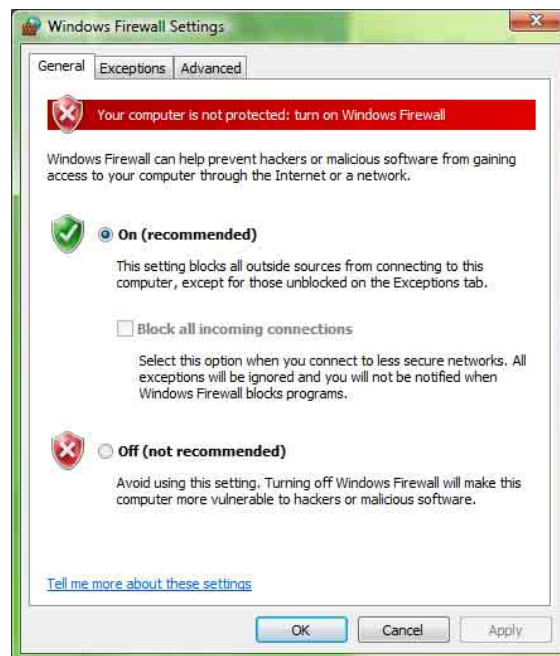 Windows Firewall Settings
General Exceptions Advanced
Your computer is not protected: turn on Windows Firewall
Windows Firewall can help prevent hackers or malicious software from gaining
access to your computer through the Internet or a network.
On (recommended)
This setting blocks all outside sources from connecting to this
computer, except for those unblocked on the Exceptions tab.
Block all incoming connections
Select this option when you connect to less secure networks. All
exceptions will be ignored and you will not be notified when
Windows Firewall blocks programs.
Off (not recommended)
Avoid using this setting. Turning off Windows Firewall will make this
computer more vulnerable to hackers or malicious software.
Tell me more about these settings
OK Cancel Apply